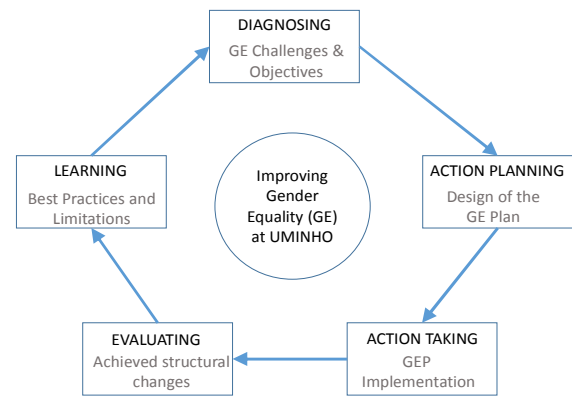 DIAGNOSING
GE Challenges &
Objectives
LEARNING
Best Practices and
Limitations
Improving
Gender
Equality (GE)
at UMINHO
ACTION PLANNING
Design of the
GE Plan
EVALUATING
Achieved structural
changes
ACTION TAKING
GEP
Implementation